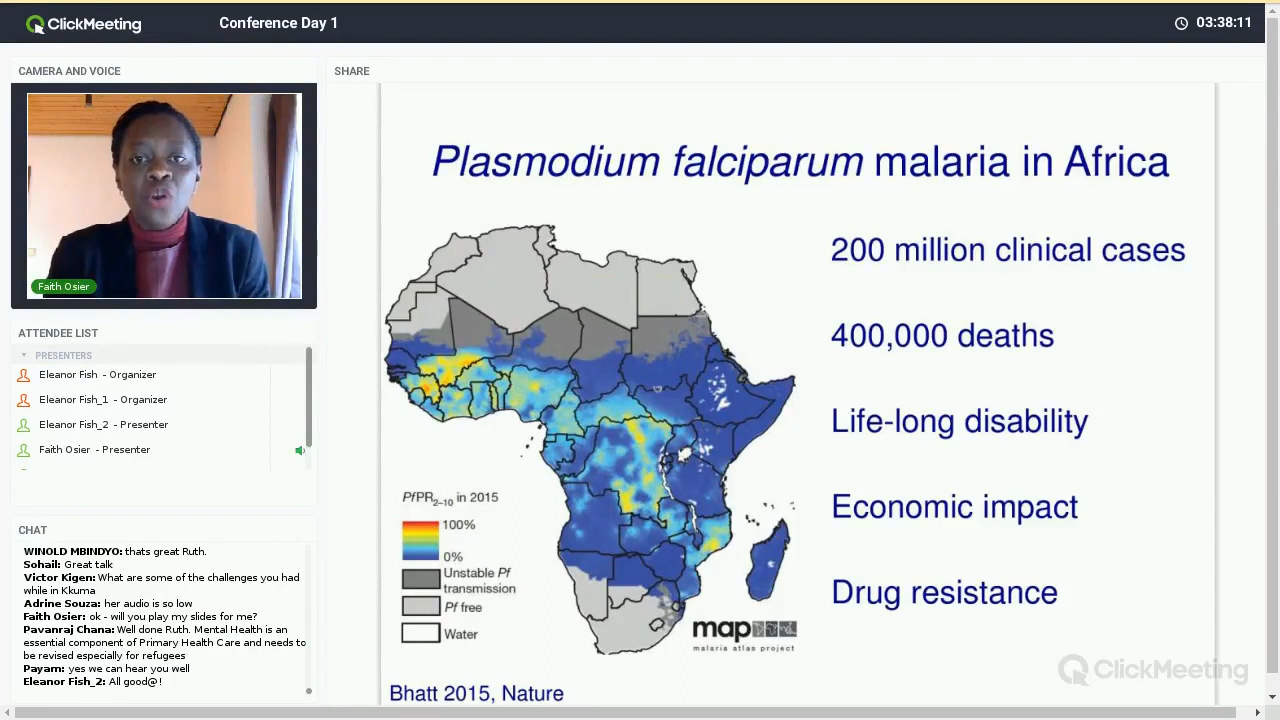 ClickMeeting
Conference Day 1
03:38:11
CAMERA AND VOICE
Faith Osier
ATTENDEE LIST
PRESENTERS
Eleanor Fish - Organizer
Eleanor Fish_1 - Organizer
Eleanor Fish_2 - Presenter
Faith Osier - Presenter
CHAT
WINOLD MBINDYO: thats great Ruth.
Sohail: Great talk
Victor Kigen: What are some of the challenges you had
while in Kkuma
Adrine Souza: her audio is so low
Faith Osier: ok - will you play my slides for me?
Pavanraj Chana: Well done Ruth. Mental Health is an
essential component of Primary Health Care and needs to
be revised especially for refugees
Payam: yes we can hear you well
Eleanor Fish_2: All good@!
SHARE
Plasmodium falciparum malaria in Africa
200 million clinical cases
400,000 deaths
Life-long disability
Economic impact
Drug resistance
PfPR2–10 in 2015
100%
0%
Unstable Pf
transmission
Pf free
Water
map
malaria atlas project
Bhatt 2015, Nature
ClickMeeting